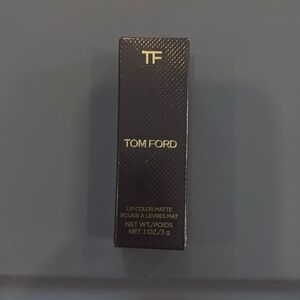 TF
TOM FORD
LIP COLOR MATTE
ROUGE À LÈVRES MAT
NET WT./POIDS
NET .1 OZ./3 g